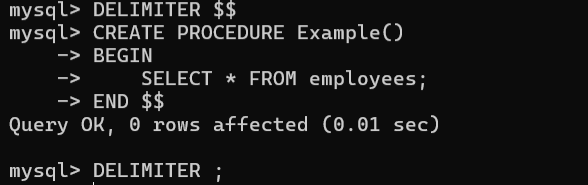 mysql> DELIMITER $$
mysql> CREATE PROCEDURE Example()
    -> BEGIN
    ->     SELECT * FROM employees;
    -> END $$
Query OK, 0 rows affected (0.01 sec)

mysql> DELIMITER ;